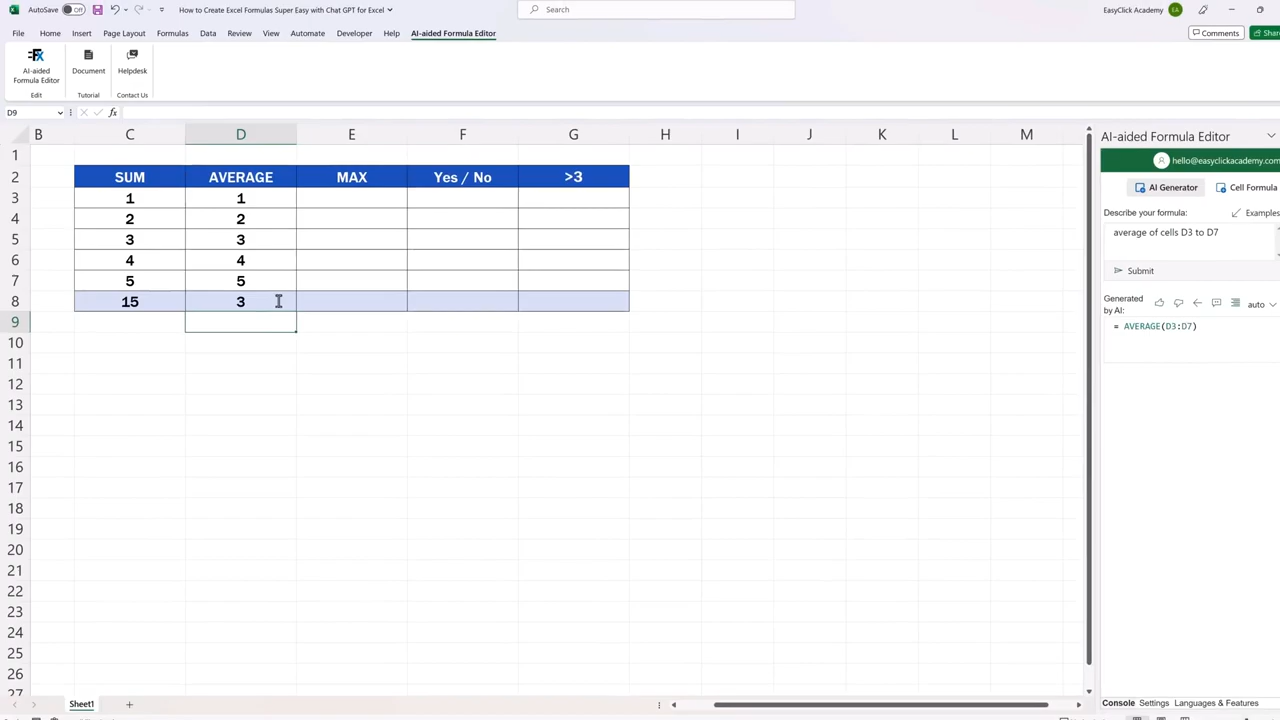 AutoSave Off How to Create Excel Formulas Super Easy with Chat GPT for Excel Search EasyClick Academy EA
File Home Insert Draw Page Layout Formulas Data Review View Automate Developer Help AI-aided Formula Editor Comments Share
AI-aided
Formula Editor
Document
Helpdesk
Edit Tutorial Contact Us
D9 fx
B C D E F G H I J K L M
1
2 SUM AVERAGE MAX Yes / No >3
3 1 1
4 2 2
5 3 3
6 4 4
7 5 5
8 15 3
9
10
11
12
13
14
15
16
17
18
19
20
21
22
23
24
25
26
27
AI-aided Formula Editor
hello@easyclickacademy.com
AI Generator Cell Formula
Describe your formula: Examples
average of cells D3 to D7
Submit
Generated
by AI: auto
= AVERAGE(D3:D7)
Console Settings Languages & Features
Sheet1